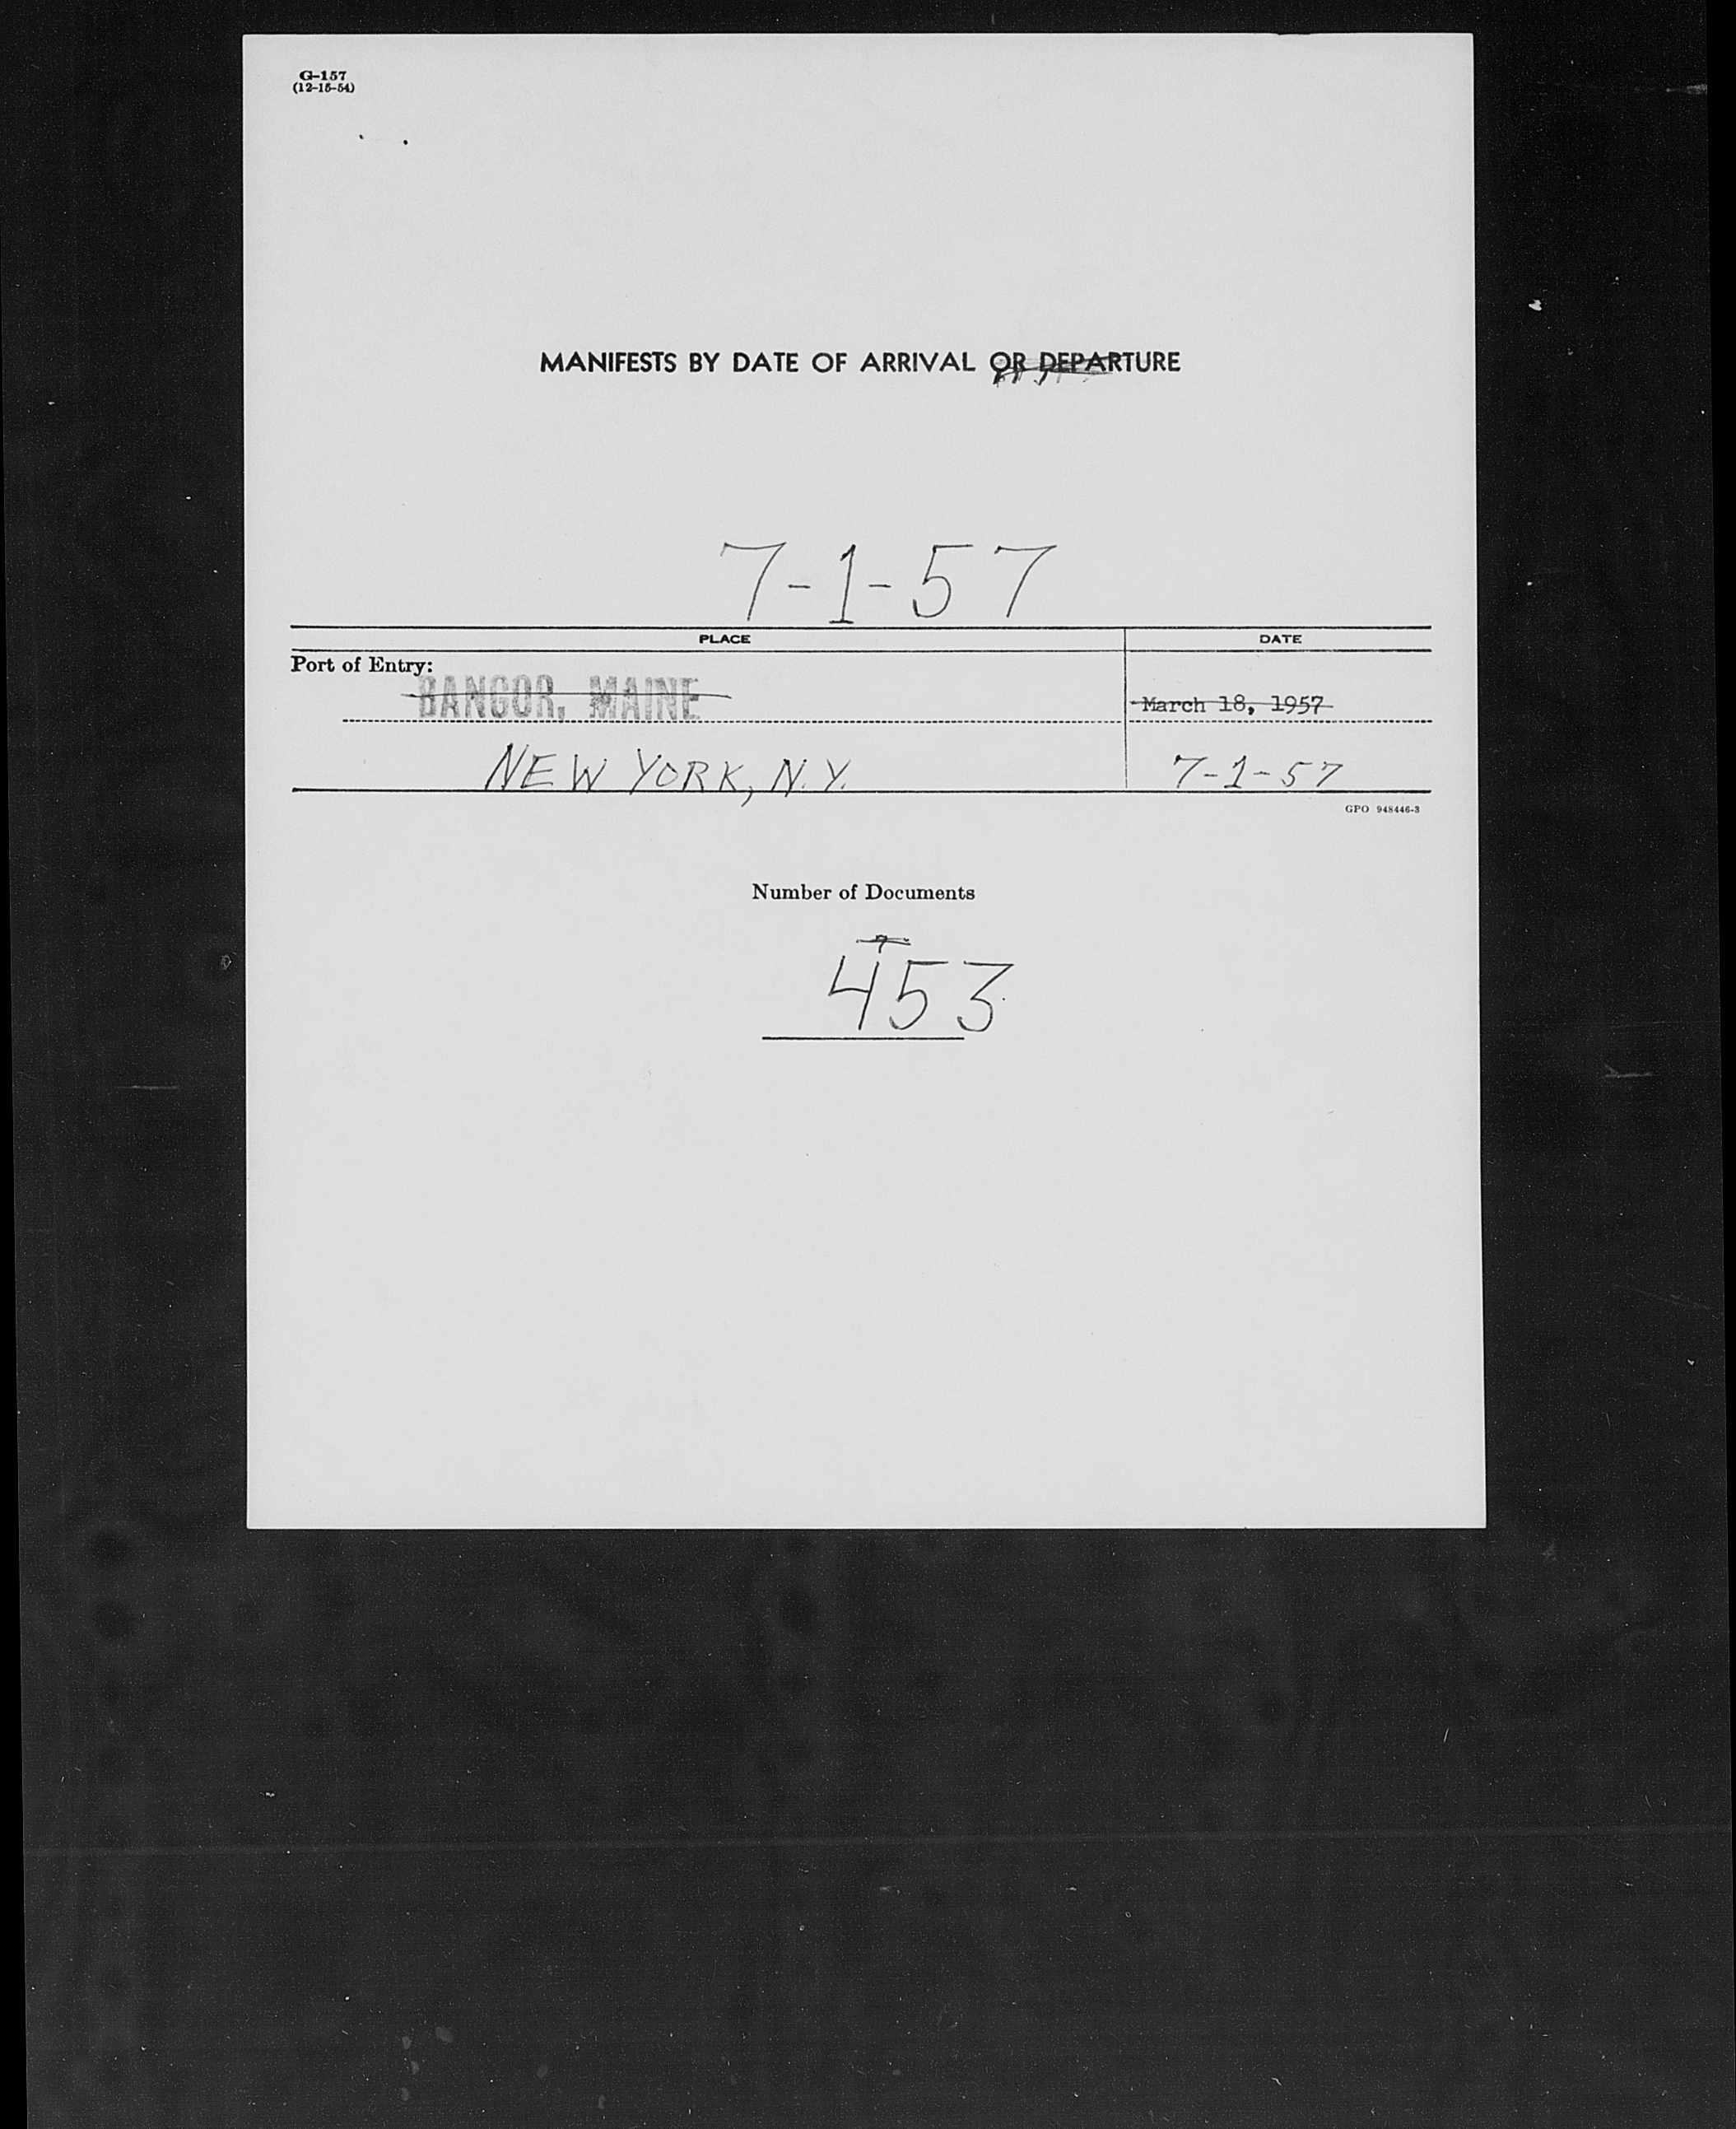 G-157
(12-15-54)
MANIFESTS BY DATE OF ARRIVAL OR DEPARTURE
7-1-57
PLACE DATE
Port of Entry:
BANGOR, MAINE March 18, 1957
NEW YORK, N.Y. 7-1-57
GPO 948446-3
Number of Documents
7
453